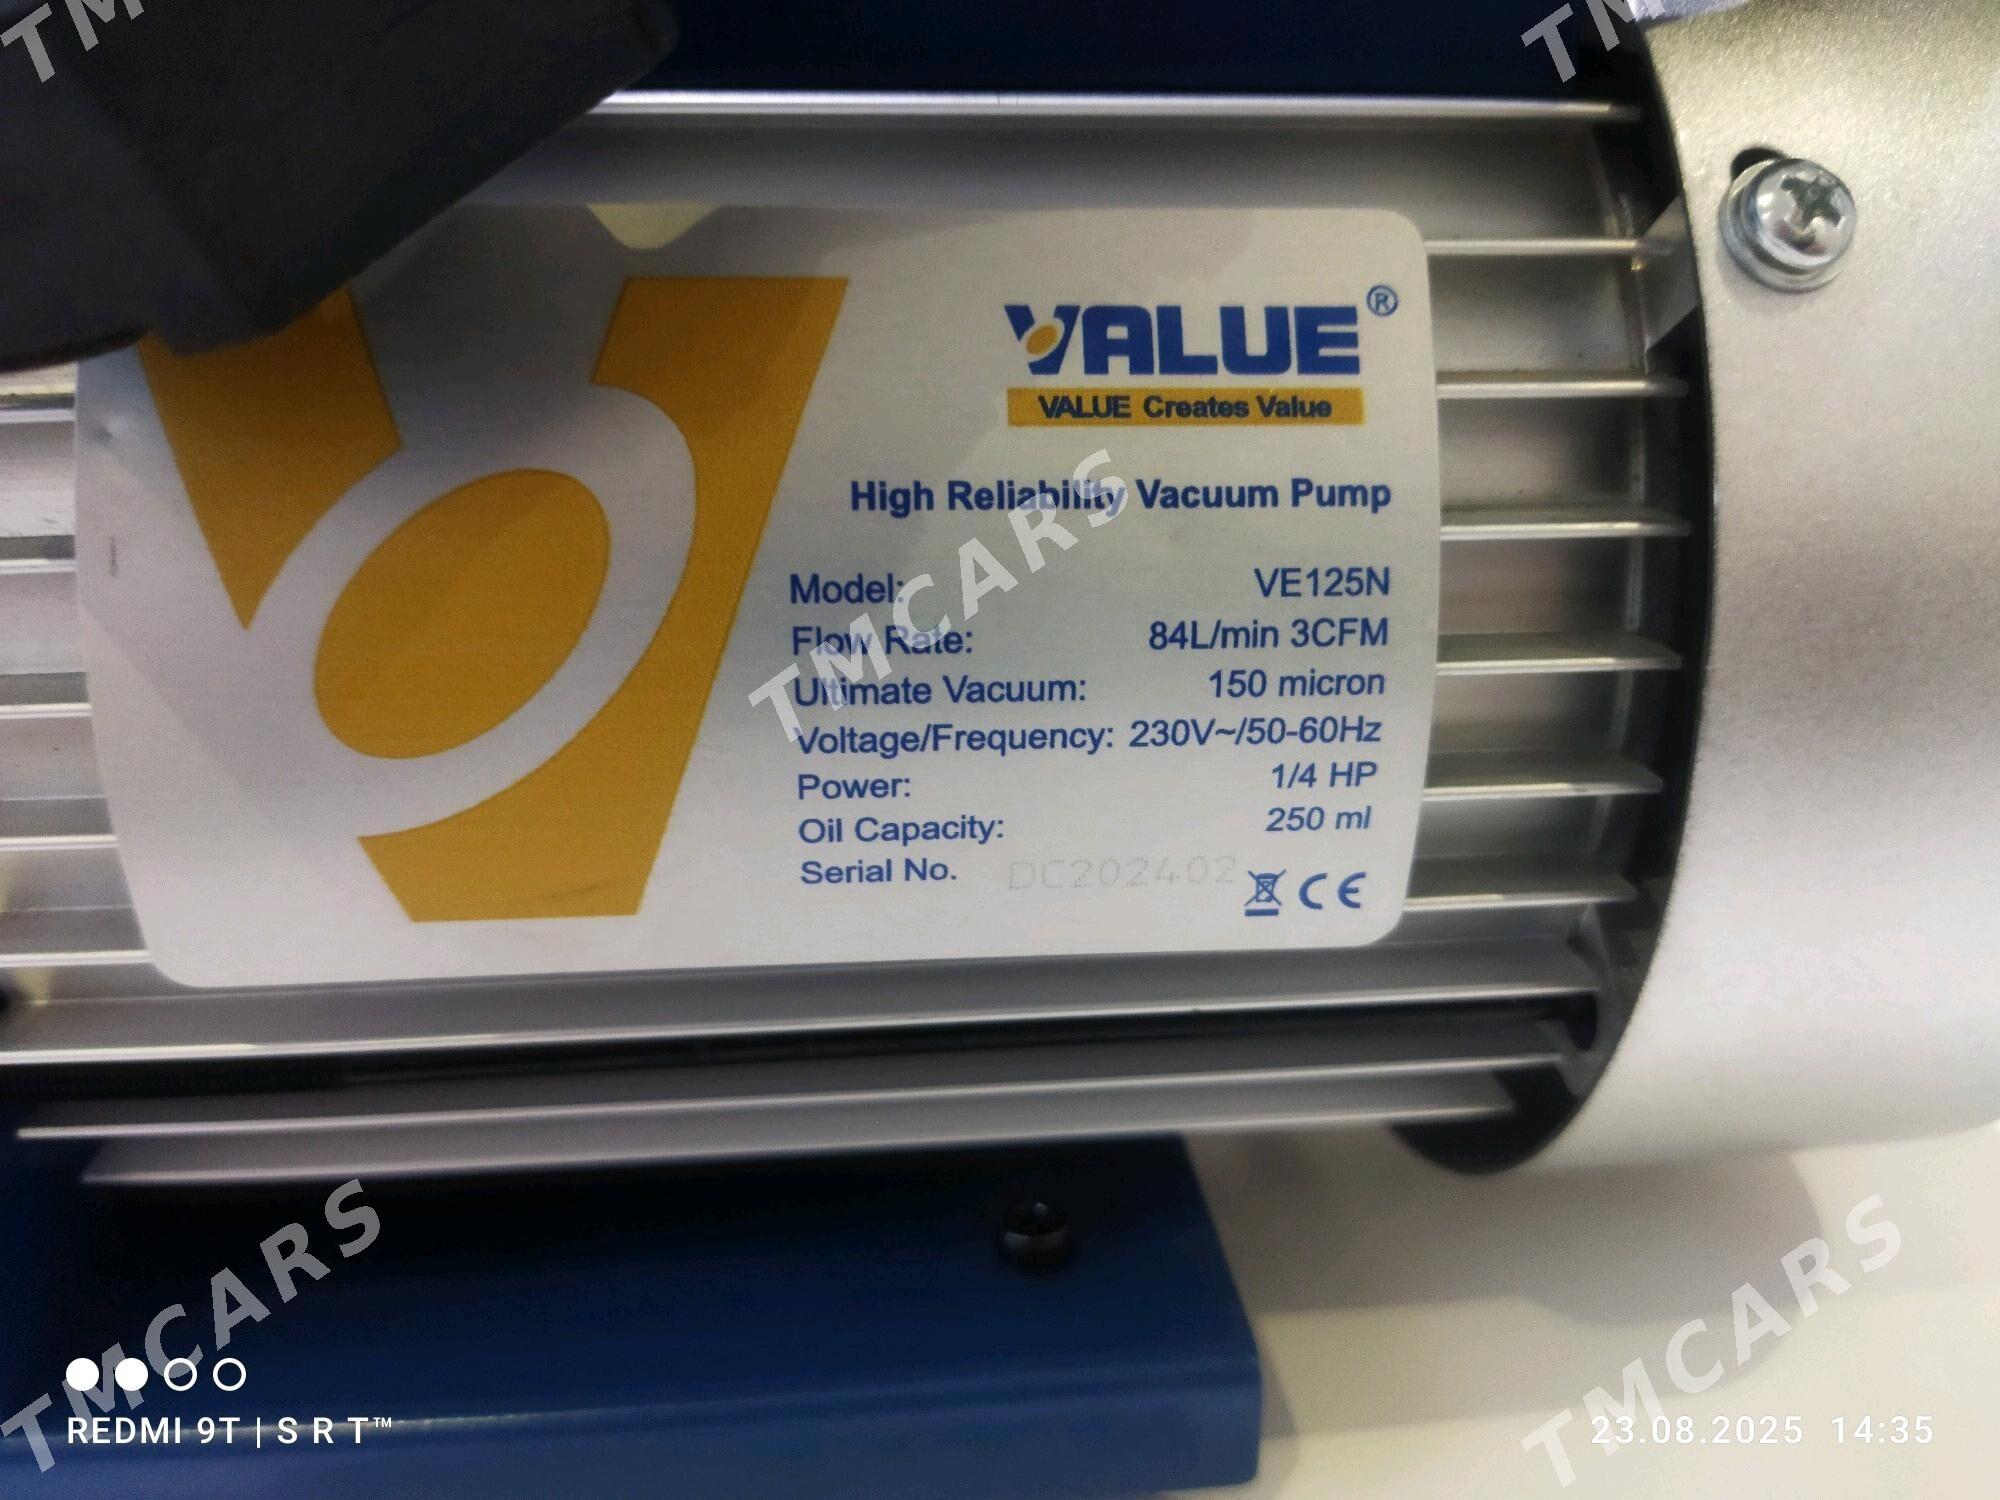 TM
TM
VALUE®
VALUE Creates Value
High Reliability Vacuum Pump
Model: VE125N
Flow Rate: 84L/min 3CFM
Ultimate Vacuum: 150 micron
Voltage/Frequency: 230V~/50-60Hz
Power: 1/4 HP
Oil Capacity: 250 ml
Serial No. DC202402
CE
TMCARS
TMCARS
TMCARS
REDMI 9T | S R T™
23.08.2025 14:35